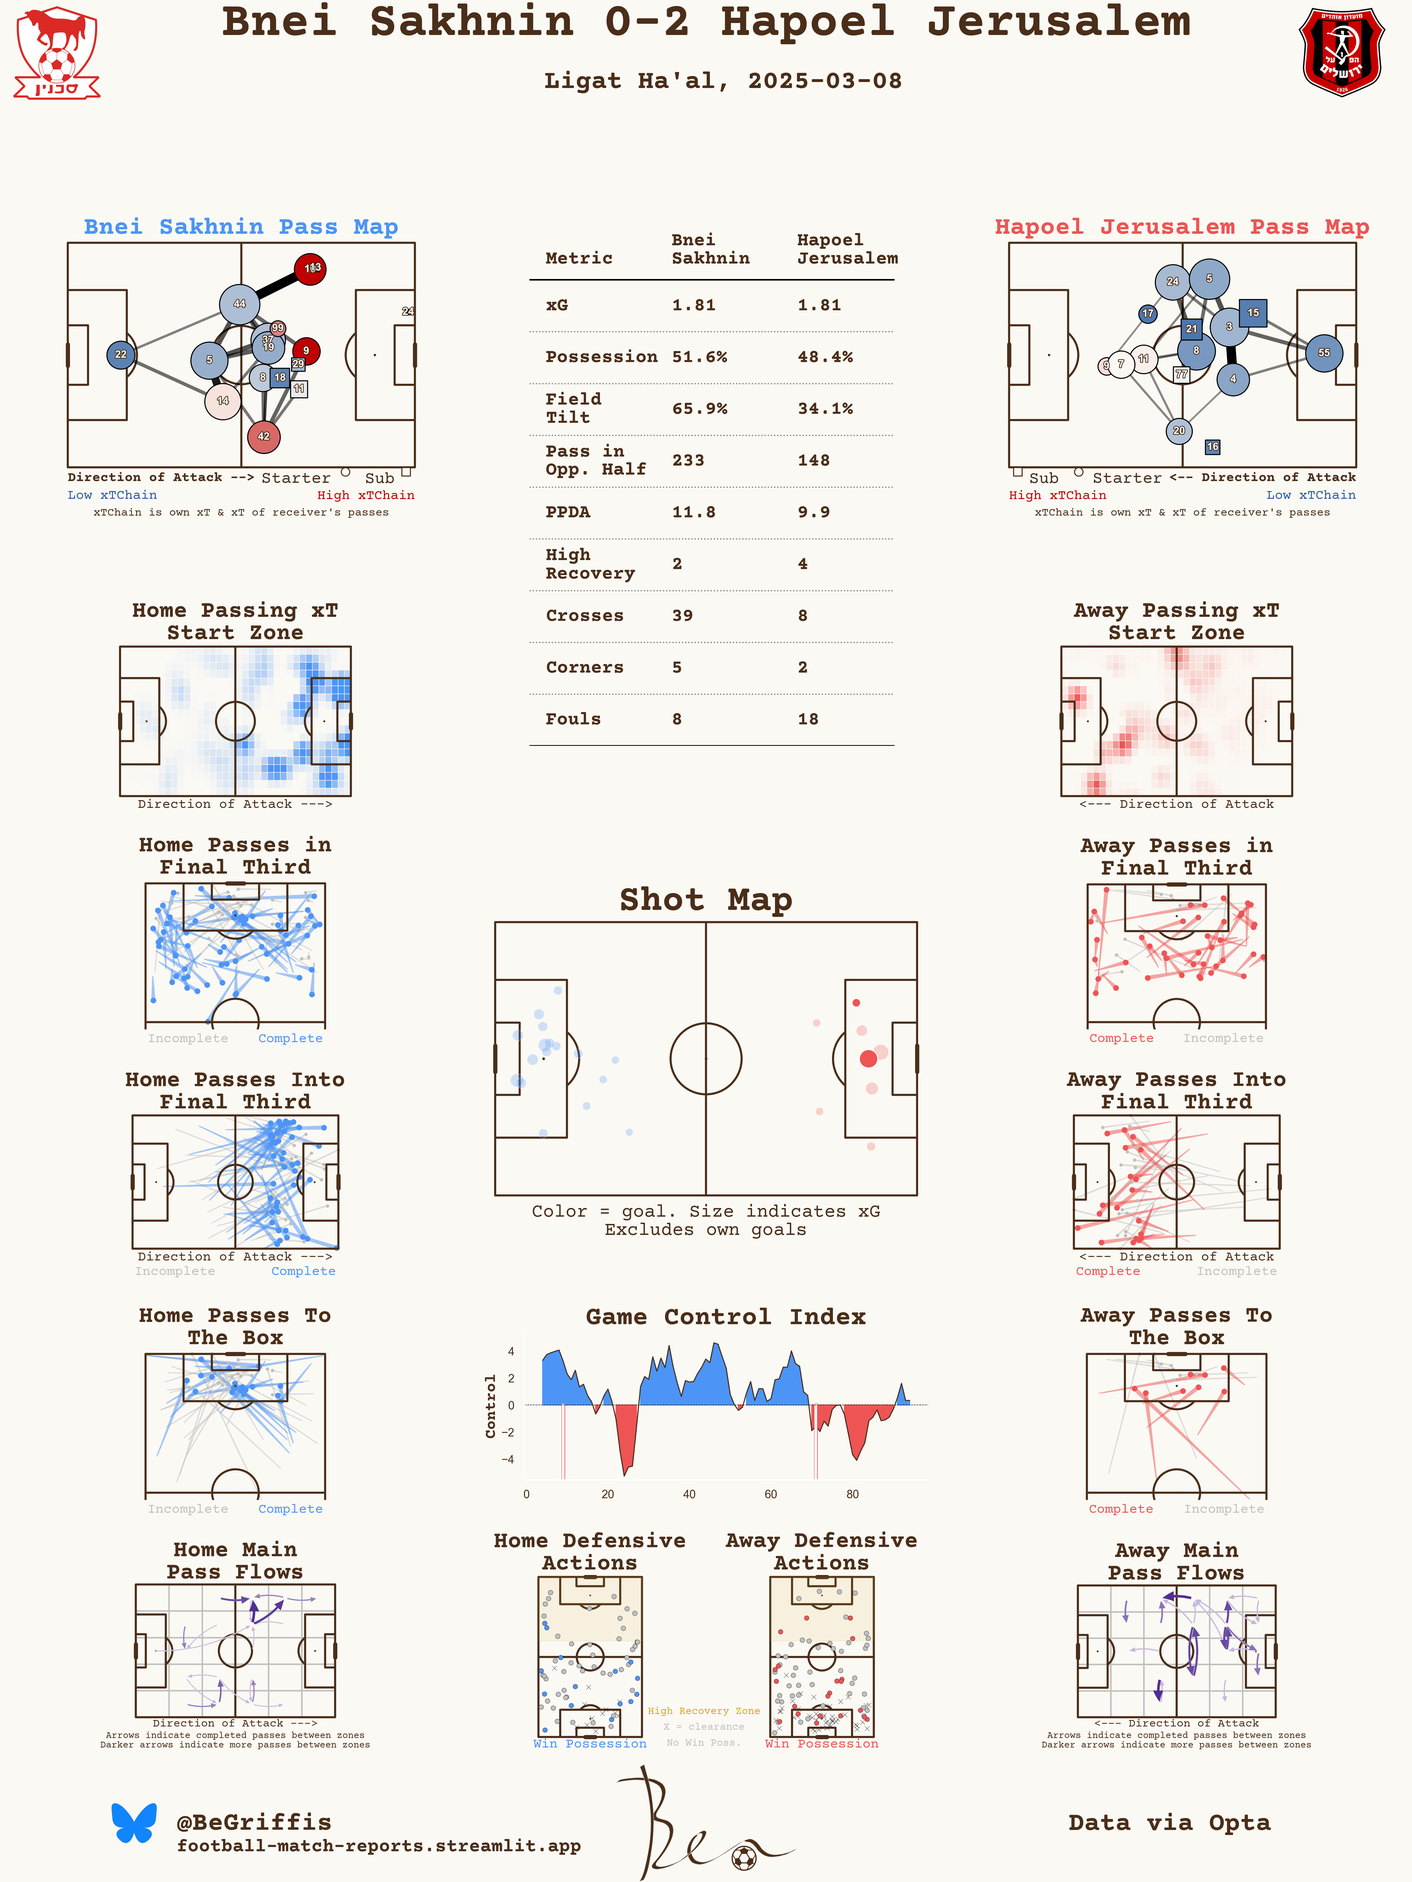 Bnei Sakhnin 0-2 Hapoel Jerusalem
Ligat Ha'al, 2025-03-08
סכנין
מועדון אוהדים
הפועל
ירושלים
1926
Bnei Sakhnin Pass Map
44
99
37
19
9
22
5
29
8
18
11
14
42
24
Direction of Attack --> Starter Sub
Low xTChain High xTChain
xTChain is own xT & xT of receiver's passes
Metric Bnei Sakhnin Hapoel Jerusalem
xG 1.81 1.81
Possession 51.6% 48.4%
Field Tilt 65.9% 34.1%
Pass in Opp. Half 233 148
PPDA 11.8 9.9
High Recovery 2 4
Crosses 39 8
Corners 5 2
Fouls 8 18
Hapoel Jerusalem Pass Map
24
5
17
21
3
15
8
55
9
7
11
77
4
20
16
Sub Starter <-- Direction of Attack
High xTChain Low xTChain
xTChain is own xT & xT of receiver's passes
Home Passing xT
Start Zone
Direction of Attack --->
Away Passing xT
Start Zone
<--- Direction of Attack
Home Passes in
Final Third
Incomplete Complete
Away Passes in
Final Third
Complete Incomplete
Shot Map
Color = goal. Size indicates xG
Excludes own goals
Home Passes Into
Final Third
Direction of Attack --->
Incomplete Complete
Away Passes Into
Final Third
<--- Direction of Attack
Complete Incomplete
Home Passes To
The Box
Incomplete Complete
Game Control Index
Control
4
2
0
−2
−4
0 20 40 60 80
Away Passes To
The Box
Complete Incomplete
Home Main
Pass Flows
Direction of Attack --->
Arrows indicate completed passes between zones
Darker arrows indicate more passes between zones
Home Defensive
Actions
Win Possession
High Recovery Zone
X = clearance
No Win Poss.
Away Defensive
Actions
Win Possession
Away Main
Pass Flows
<--- Direction of Attack
Arrows indicate completed passes between zones
Darker arrows indicate more passes between zones
@BeGriffis
football-match-reports.streamlit.app
Ben
Data via Opta